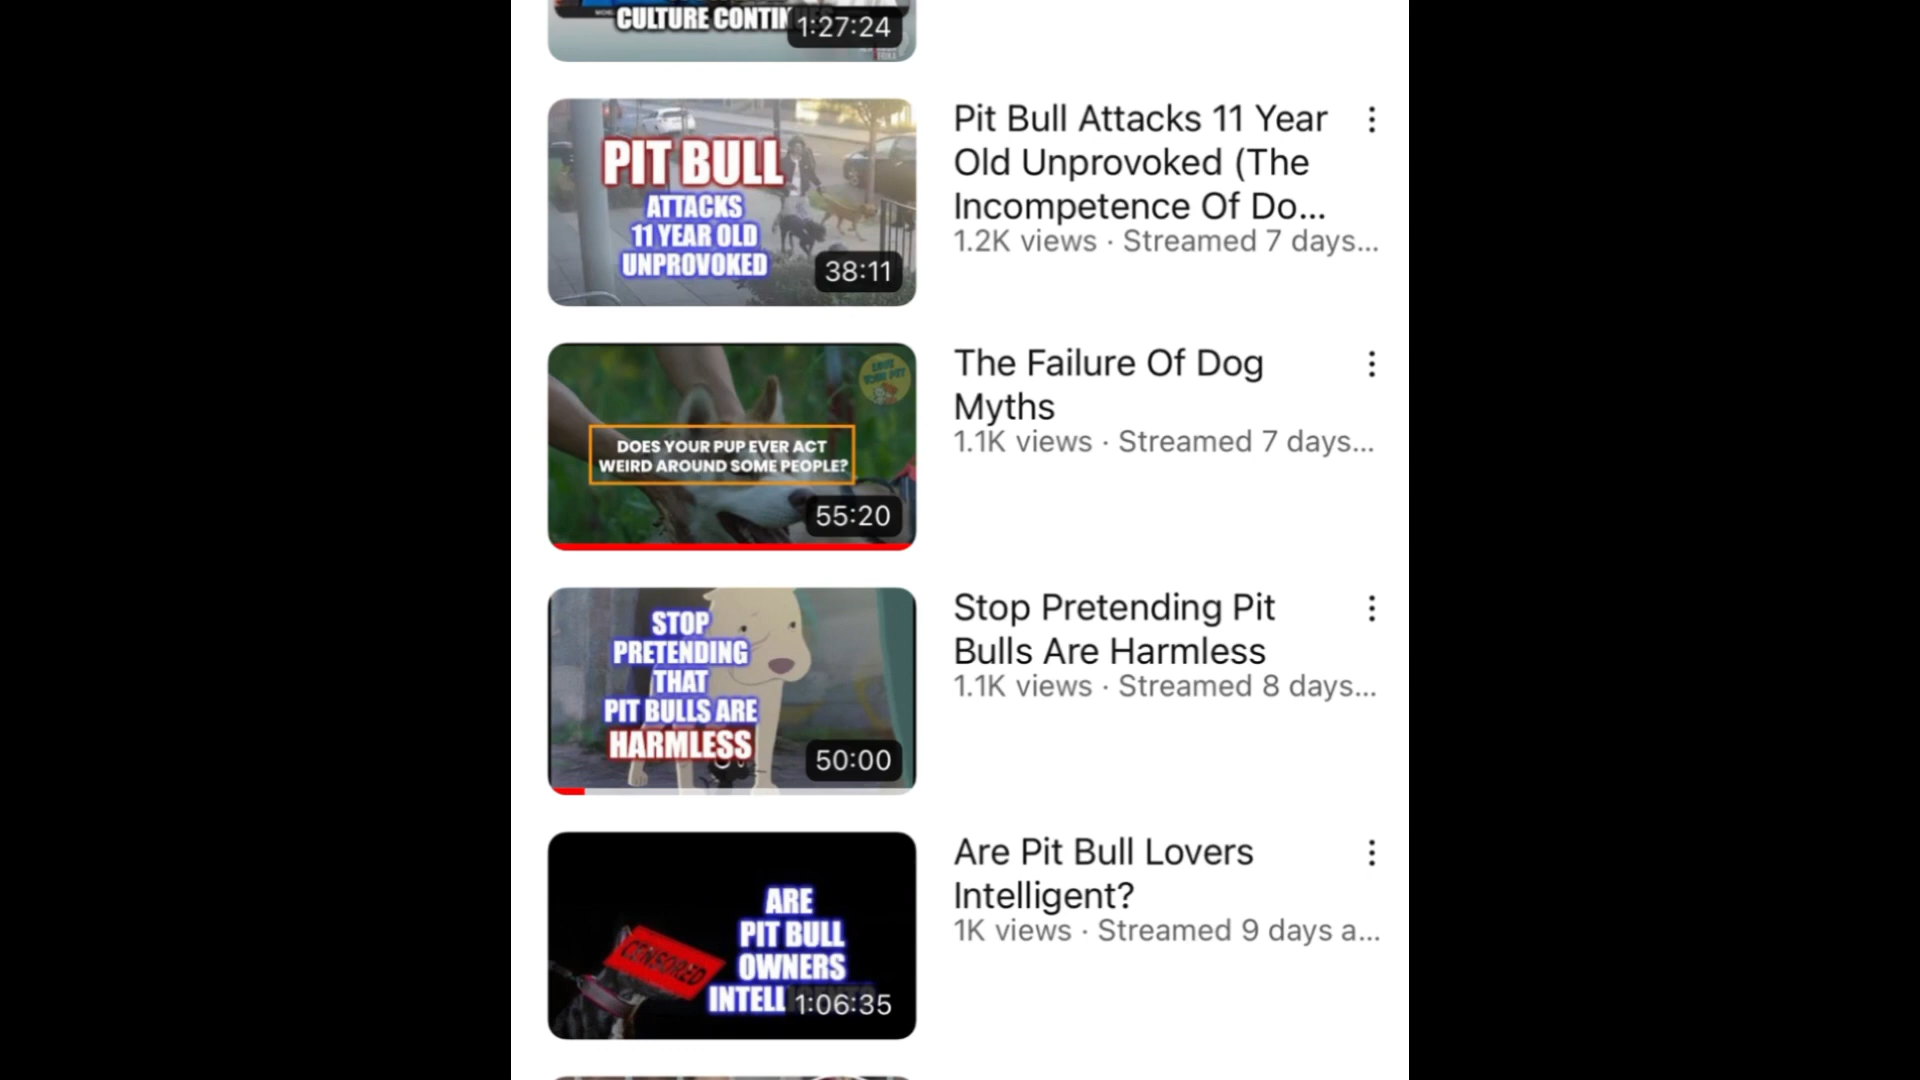 CULTURE CONTIN
1:27:24
PIT BULL
ATTACKS
11 YEAR OLD
UNPROVOKED
38:11
Pit Bull Attacks 11 Year
Old Unprovoked (The
Incompetence Of Do...
1.2K views · Streamed 7 days...
SAVE
YOUR PIT
DOES YOUR PUP EVER ACT
WEIRD AROUND SOME PEOPLE?
55:20
The Failure Of Dog
Myths
1.1K views · Streamed 7 days...
STOP
PRETENDING
THAT
PIT BULLS ARE
HARMLESS
50:00
Stop Pretending Pit
Bulls Are Harmless
1.1K views · Streamed 8 days...
CENSORED
ARE
PIT BULL
OWNERS
INTELL
1:06:35
Are Pit Bull Lovers
Intelligent?
1K views · Streamed 9 days a...